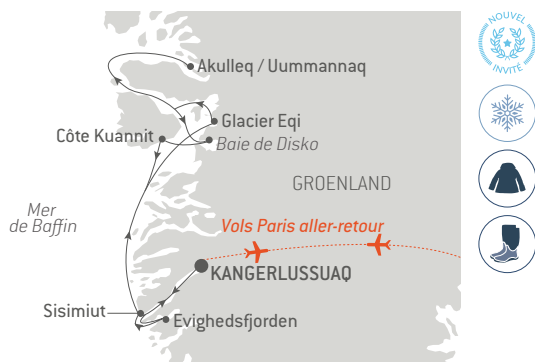 NOUVEL
INVITÉ
Akulleq / Uummannaq
Glacier Eqi
Côte Kuannit
Baie de Disko
GROENLAND
Mer
de Baffin
Vols Paris aller-retour
KANGERLUSSUAQ
Sisimiut
Evighedsfjorden